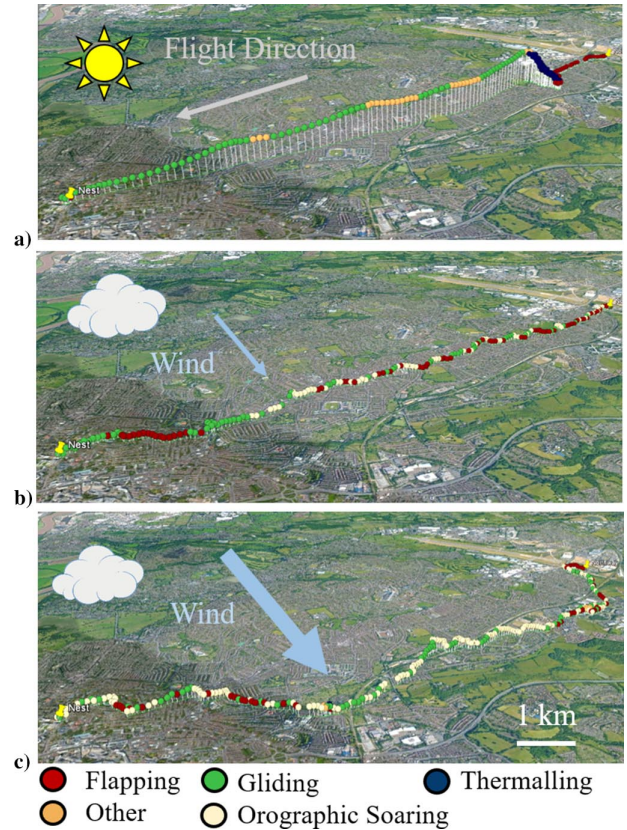 Flight Direction
Nest
a)
Wind
Nest
b)
Wind
Nest
1 km
c)
Flapping Gliding Thermalling
Other Orographic Soaring